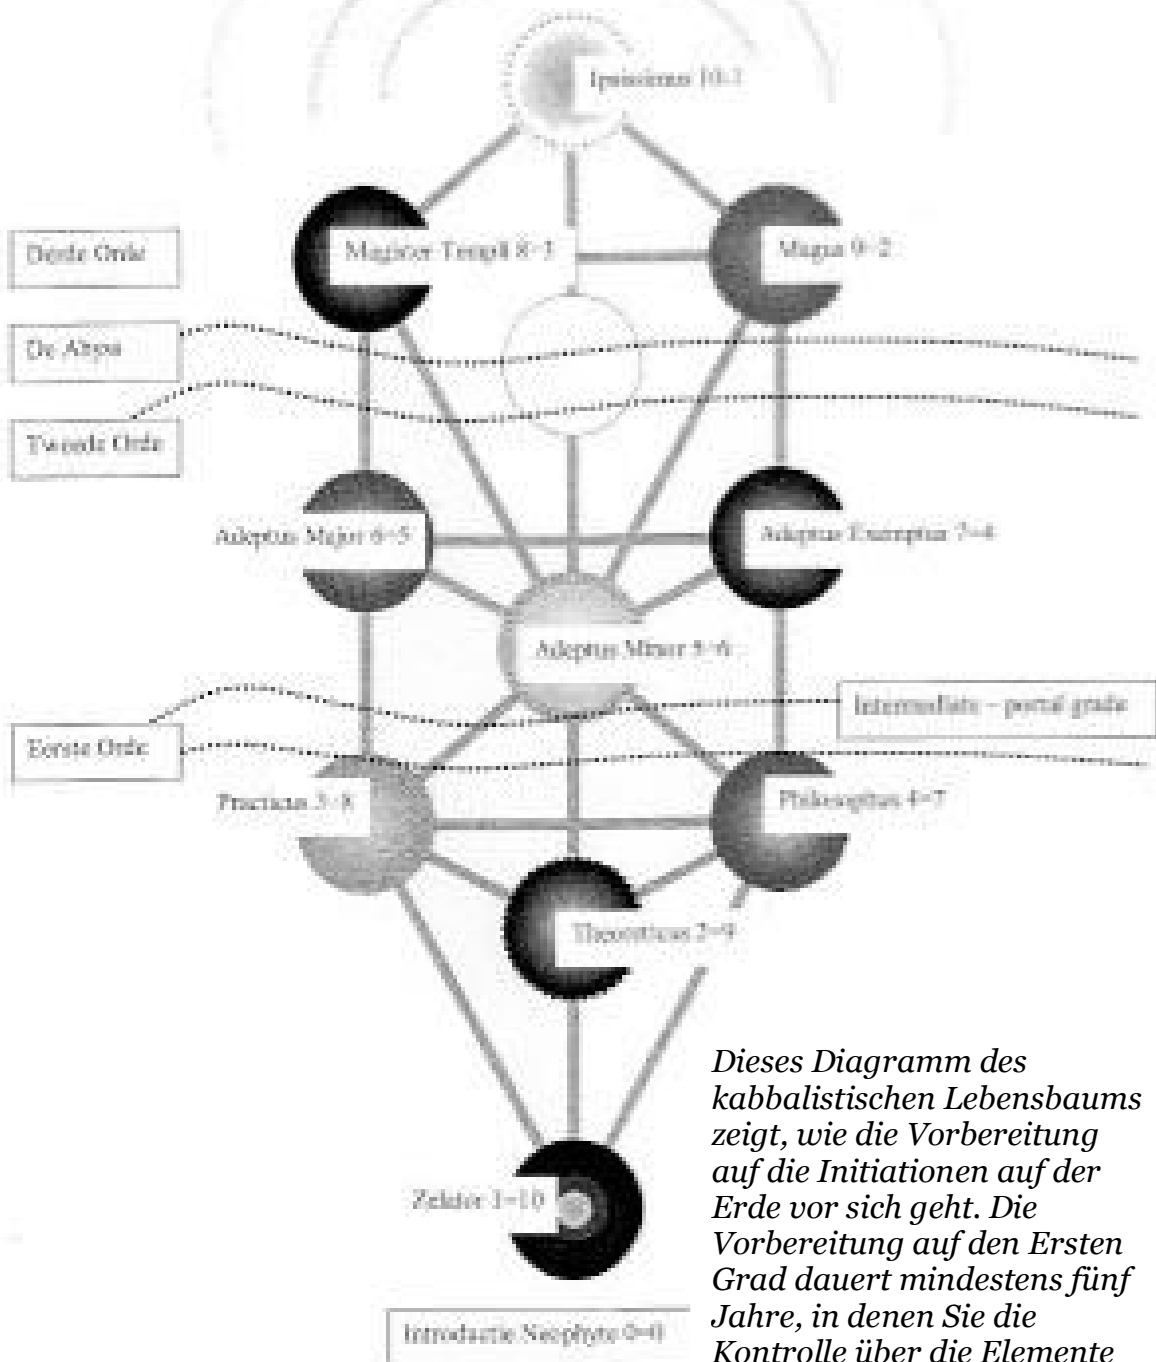 Ipsissimus 10=1
Magister Templi 8=3
Magus 9=2
Derde Orde
De Abyss
Tweede Orde
Adeptus Major 6=5
Adeptus Exemptus 7=4
Adeptus Minor 5=6
Intermediate - portal grade
Eerste Orde
Practicus 3=8
Philosophus 4=7
Theoreticus 2=9
Zelator 1=10
Introductie Neophyte 0=0
Dieses Diagramm des
kabbalistischen Lebensbaums
zeigt, wie die Vorbereitung
auf die Initiationen auf der
Erde vor sich geht. Die
Vorbereitung auf den Ersten
Grad dauert mindestens fünf
Jahre, in denen Sie die
Kontrolle über die Elemente